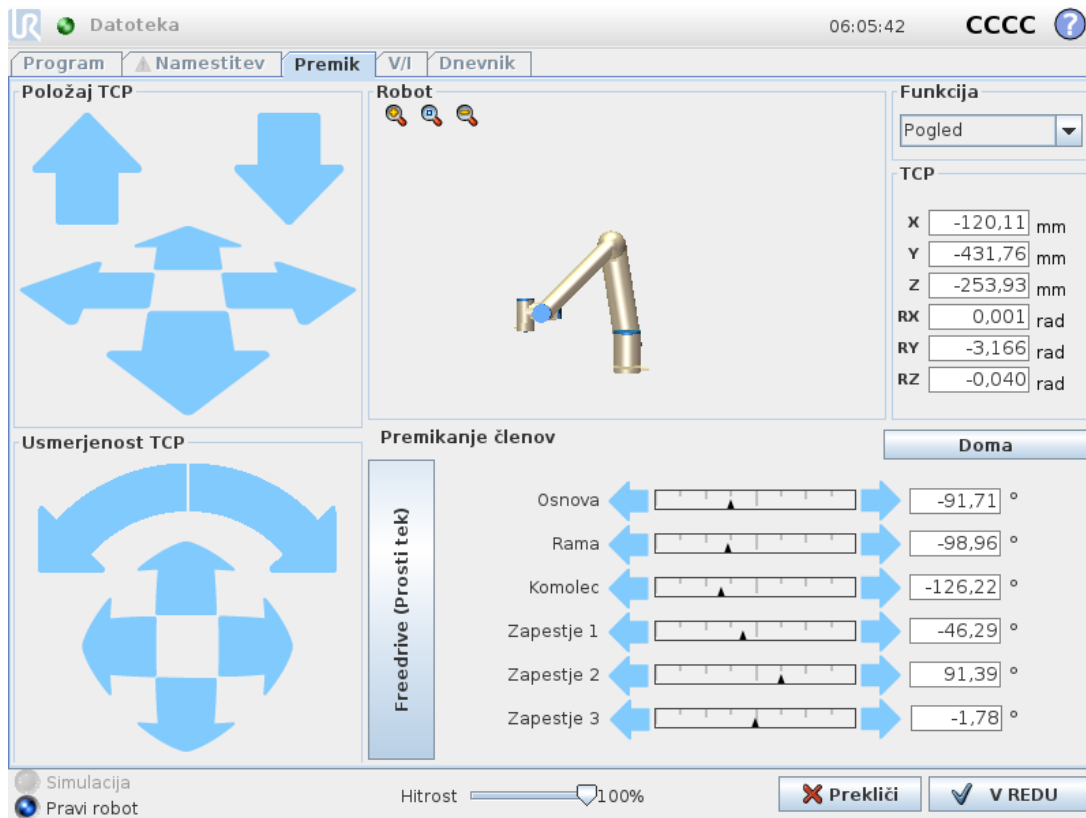 UR Datoteka 06:05:42 CCCC ?
Program Namestitev Premik V/I Dnevnik
Položaj TCP
Robot
Funkcija
Pogled
TCP
X -120,11 mm
Y -431,76 mm
Z -253,93 mm
RX 0,001 rad
RY -3,166 rad
RZ -0,040 rad
Usmerjenost TCP
Premikanje členov
Doma
Freedrive (Prosti tek)
Osnova -91,71 °
Rama -98,96 °
Komolec -126,22 °
Zapestje 1 -46,29 °
Zapestje 2 91,39 °
Zapestje 3 -1,78 °
Simulacija
Pravi robot
Hitrost 100%
Prekliči
V REDU